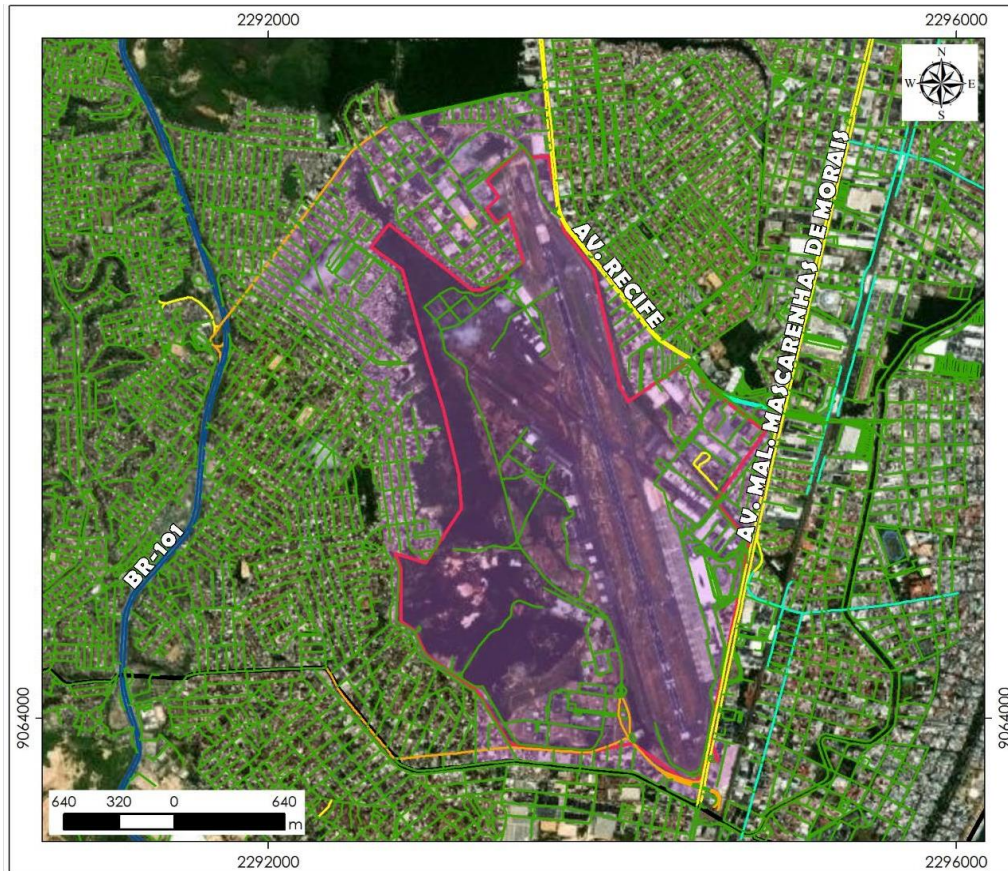 2292000 2296000
N
W E
S
AV. RECIFE
AV. MAL. MASCARENHAS DE MORAIS
BR-101
9064000 9064000
640 320 0 640
m
2292000 2296000